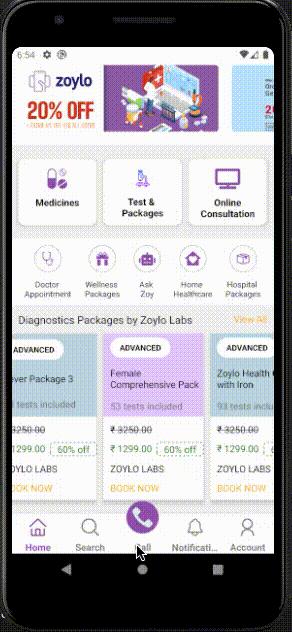 6:54
zoylo
20% OFF
Medicines
Test &
Packages
Online
Consultation
Doctor
Appointment
Wellness
Packages
Ask
Zoy
Home
Healthcare
Hospital
Packages
Diagnostics Packages by Zoylo Labs
View All
ADVANCED
ever Package 3
tests included
₹ 3250.00
₹ 1299.00 60% off
ZOYLO LABS
BOOK NOW
ADVANCED
Female
Comprehensive Pack
53 tests included
₹ 3250.00
₹ 1299.00 60% off
ZOYLO LABS
BOOK NOW
ADVANCED
Zoylo Health
with Iron
93 tests included
₹ 3250.00
₹ 1299.00
ZOYLO LABS
BOOK NOW
Home
Search
Call
Notificati...
Account